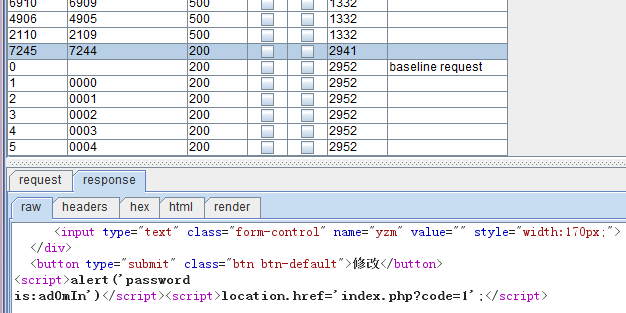 6910 6909 500 1332
4906 4905 500 1332
2110 2109 500 1332
7245 7244 200 2941
0 200 2952 baseline request
1 0000 200 2952
2 0001 200 2952
3 0002 200 2952
4 0003 200 2952
5 0004 200 2952
request response
raw headers hex html render
<input type="text" class="form-control" name="yzm" value="" style="width:170px;">
</div>
<button type="submit" class="btn btn-default">修改</button>
<script>alert('password
is:ad0mIn')</script><script>location.href='index.php?code=1';</script>